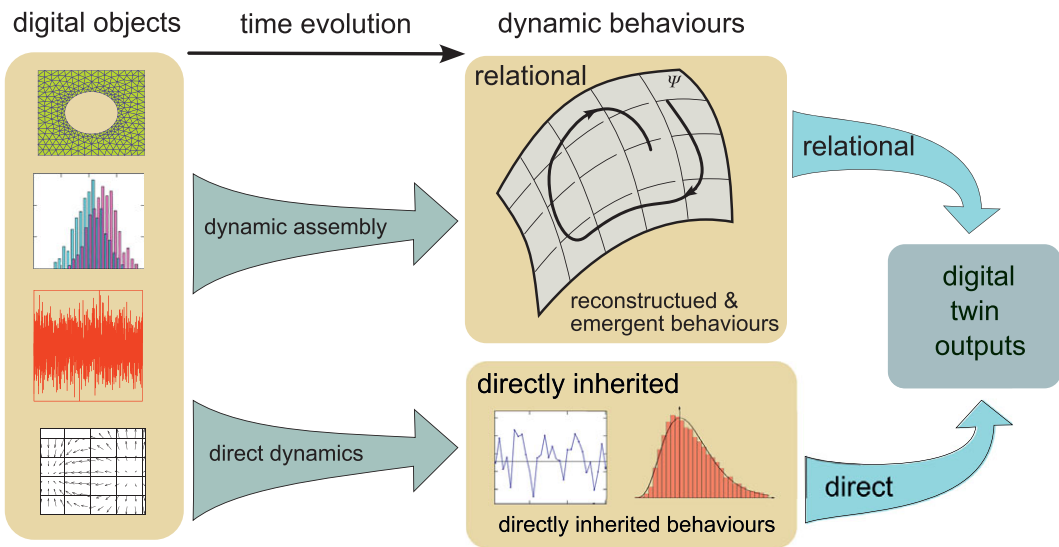 digital objects
time evolution
dynamic behaviours
relational
Ψ
dynamic assembly
reconstructued &
emergent behaviours
relational
digital
twin
outputs
directly inherited
direct dynamics
directly inherited behaviours
direct